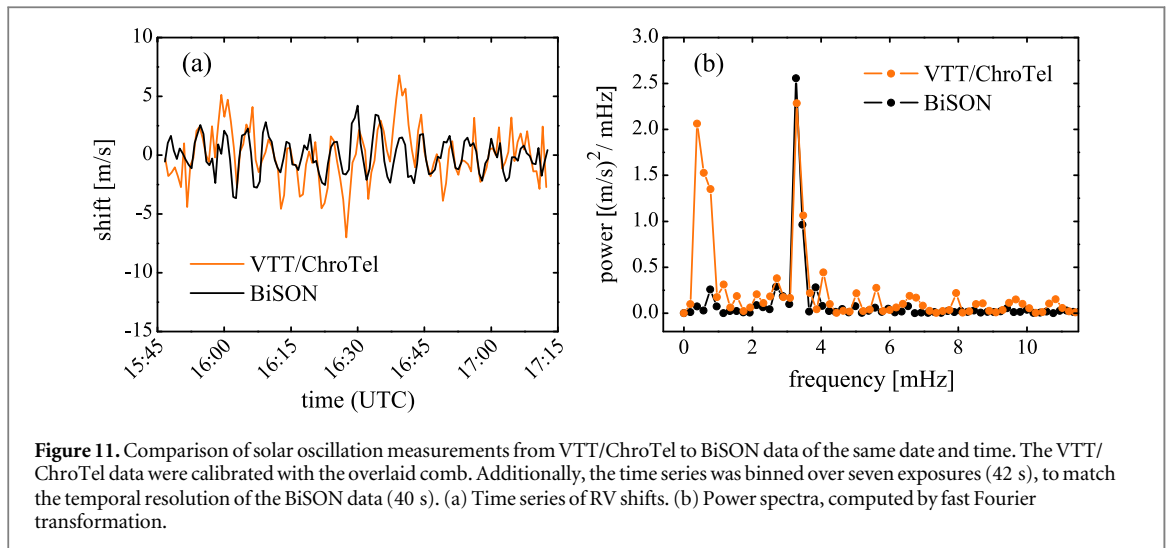 (a)
10
5
0
-5
-10
-15
shift [m/s]
VTT/ChroTel
BiSON
15:45
16:00
16:15
16:30
16:45
17:00
17:15
time (UTC)
(b)
3.0
2.5
2.0
1.5
1.0
0.5
0.0
power [(m/s)²/ mHz]
VTT/ChroTel
BiSON
0 2 4 6 8 10
frequency [mHz]
Figure 11. Comparison of solar oscillation measurements from VTT/ChroTel to BiSON data of the same date and time. The VTT/
ChroTel data were calibrated with the overlaid comb. Additionally, the time series was binned over seven exposures (42 s), to match
the temporal resolution of the BiSON data (40 s). (a) Time series of RV shifts. (b) Power spectra, computed by fast Fourier
transformation.